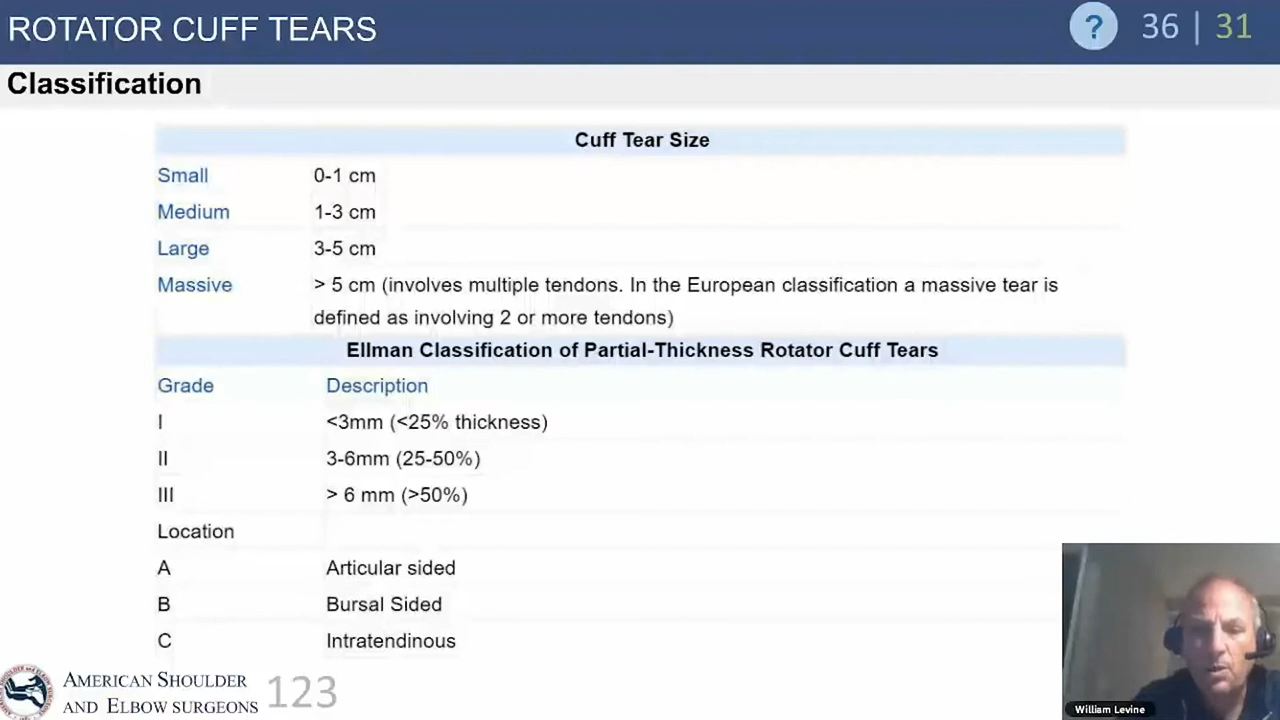 ROTATOR CUFF TEARS
? 36 | 31
Classification
Cuff Tear Size
Small 0-1 cm
Medium 1-3 cm
Large 3-5 cm
Massive > 5 cm (involves multiple tendons. In the European classification a massive tear is
defined as involving 2 or more tendons)
Ellman Classification of Partial-Thickness Rotator Cuff Tears
Grade Description
I <3mm (<25% thickness)
II 3-6mm (25-50%)
III > 6 mm (>50%)
Location
A Articular sided
B Bursal Sided
C Intratendinous
AMERICAN SHOULDER
AND ELBOW SURGEONS
123
William Levine